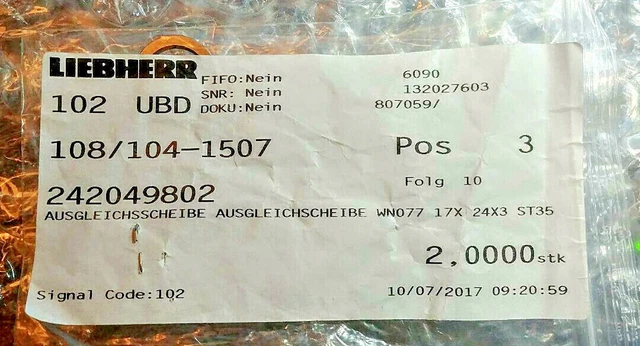 LIEBHERR FIFO:Nein 6090
SNR: Nein 132027603
102 UBD DOKU:Nein 807059/
108/104-1507 Pos 3
Folg 10
242049802
AUSGLEICHSSCHEIBE AUSGLEICHSCHEIBE WN077 17X 24X3 ST35
2,0000stk
Signal Code:102 10/07/2017 09:20:59